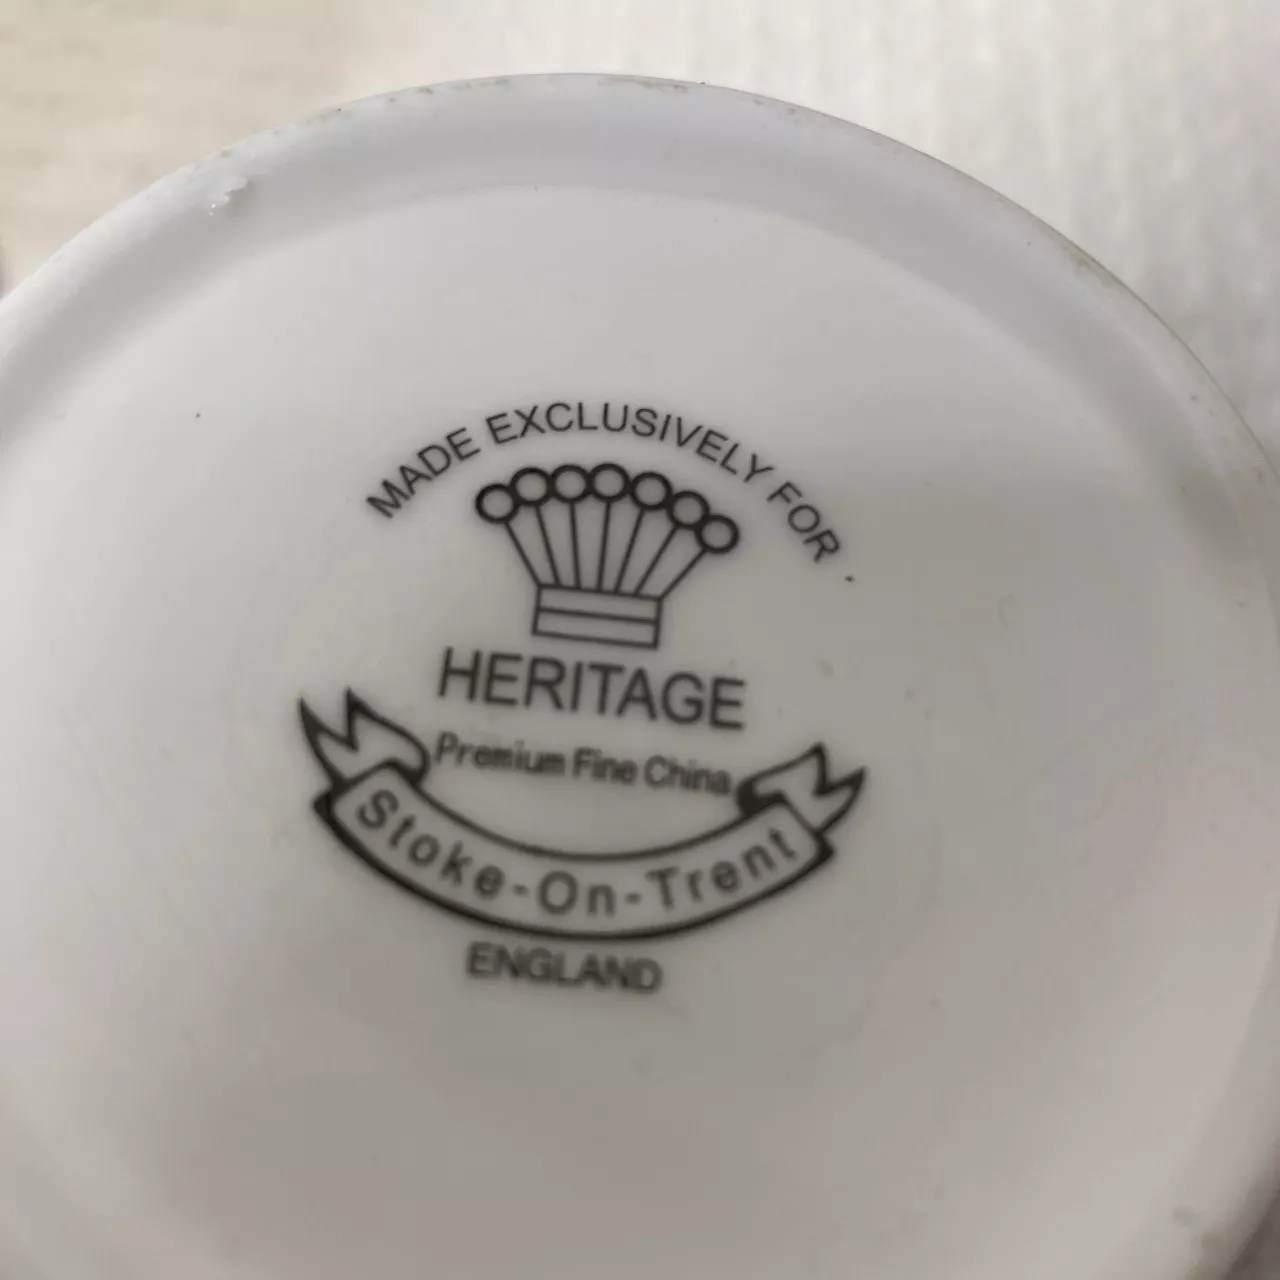 MADE EXCLUSIVELY FOR
HERITAGE
Premium Fine China
Stoke-On-Trent
ENGLAND